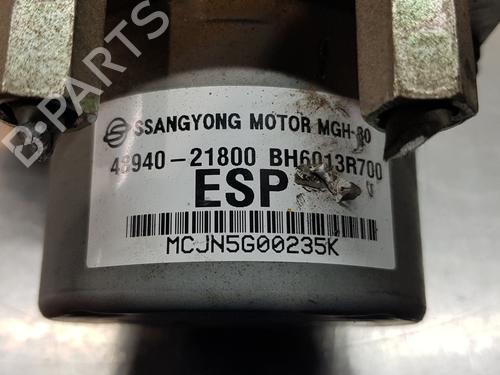 SSANGYONG MOTOR MGH-80
48940-21800 BH6013R700
ESP
MCJN5G00235K
B-PARTS